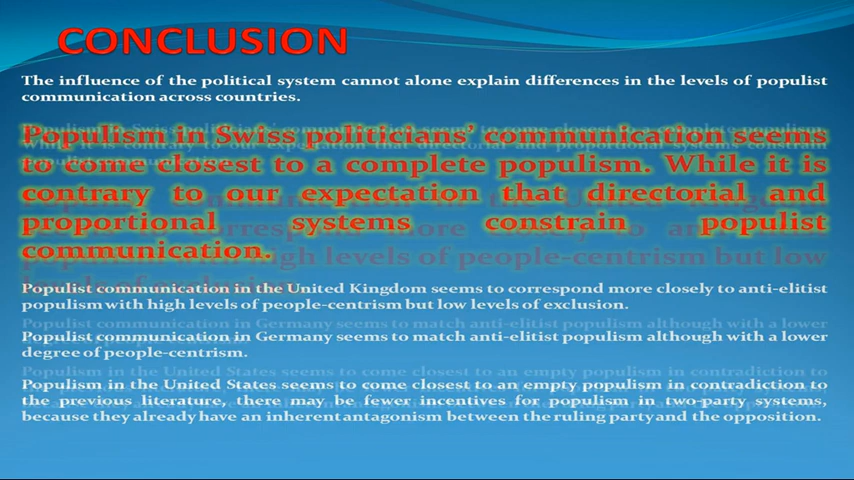 CONCLUSION
The influence of the political system cannot alone explain differences in the levels of populist
communication across countries.
Populism in Swiss politicians' communication seems
to come closest to a complete populism. While it is
contrary to our expectation that directorial and
proportional systems constrain populist
communication.
Populist communication in the United Kingdom seems to correspond more closely to anti-elitist
populism with high levels of people-centrism but low levels of exclusion.
Populist communication in Germany seems to match anti-elitist populism although with a lower
degree of people-centrism.
Populism in the United States seems to come closest to an empty populism in contradiction to
the previous literature, there may be fewer incentives for populism in two-party systems,
because they already have an inherent antagonism between the ruling party and the opposition.